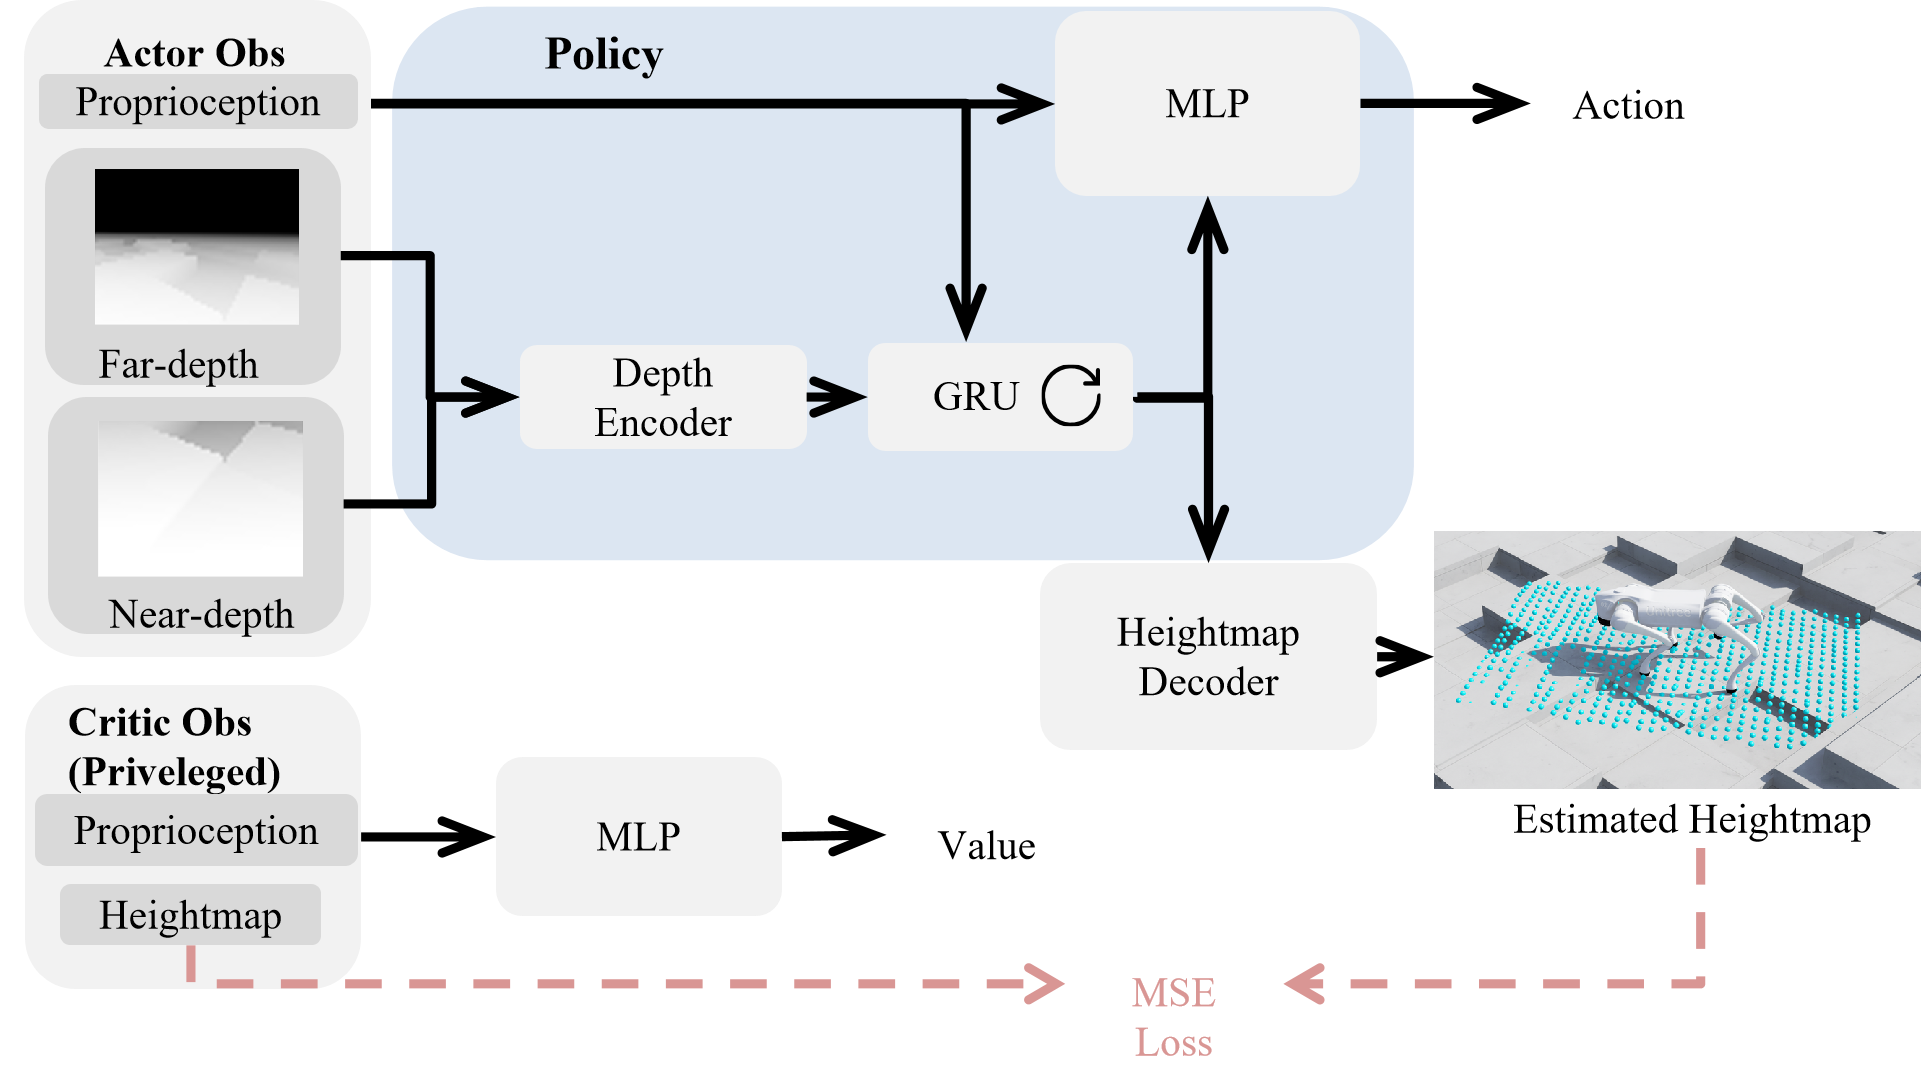 Actor Obs
Proprioception
Far-depth
Near-depth
Policy
MLP
Action
Depth
Encoder
GRU
Heightmap
Decoder
Estimated Heightmap
Critic Obs
(Priveleged)
Proprioception
Heightmap
MLP
Value
MSE
Loss